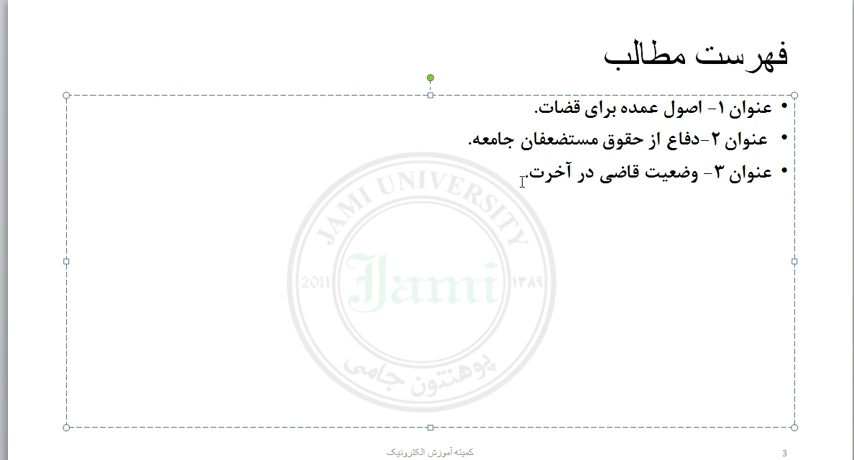 فهرست مطالب
• عنوان ۱- اصول عمده برای قضات.
• عنوان ۲-دفاع از حقوق مستضعفان جامعه.
• عنوان ۳- وضعیت قاضی در آخرت.
JAMI UNIVERSITY
2011 Jami ۱۳۸۹
پوهنتون جامی
کمیته آموزش الکترونیک
3